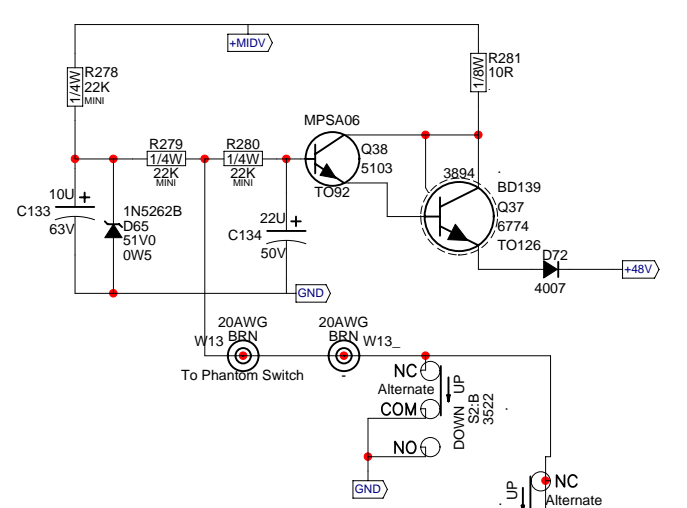 +MIDV
R278
1/4W
22K
MINI
R281
1/8W
10R
MPSA06
Q38
5103
TO92
R279
1/4W
22K
MINI
R280
1/4W
22K
MINI
3894
BD139
Q37
6774
TO126
10U
+
C133
63V
1N5262B
D65
51V0
0W5
22U
+
C134
50V
D72
4007
+48V
GND
20AWG
BRN
W13
20AWG
BRN
W13_
To Phantom Switch
-
NC
Alternate
COM
NO
UP
DOWN
S2:B
3522
GND
UP
NC
Alternate